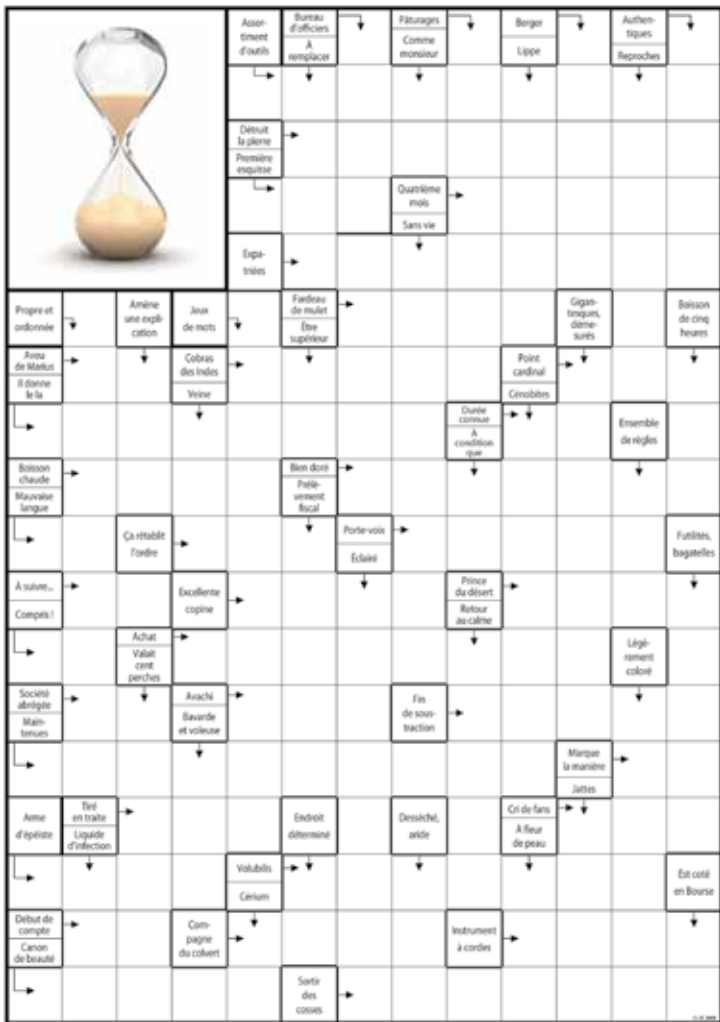 Assor-
timent
d'outils
Bureau
d'officiers
À
remplacer
Pâturages
Comme
monsieur
Berger
Lippe
Authen-
tiques
Reproches
Détruit
la pierre
Première
esquisse
Quatrième
mois
Sans vie
Expa-
triées
Propre et
ordonnée
Amène
une expli-
cation
Jeux
de mots
Fardeau
de mulet
Être
supérieur
Gigan-
tesques,
déme-
surés
Boisson
de cinq
heures
Aveu
de Marius
Il donne
le la
Cobras
des Indes
Veine
Point
cardinal
Cénobites
Durée
connue
À
condition
que
Ensemble
de règles
Boisson
chaude
Mauvaise
langue
Bien doré
Prélè-
vement
fiscal
Ça rétablit
l'ordre
Porte-voix
Éclairé
Futilités,
bagatelles
À suivre...
Compris !
Excellente
copine
Prince
du désert
Retour
au calme
Achat
Valait
cent
perches
Légè-
rement
coloré
Société
abrégée
Main-
tenues
Avachi
Bavarde
et voleuse
Fin
de sous-
traction
Marque
la manière
Jattes
Arme
d'épéiste
Tiré
en traite
Liquide
d'infection
Endroit
déterminé
Desséché,
aride
Cri de fans
À fleur
de peau
Volubilis
Cérium
Est coté
en Bourse
Début de
compte
Canon
de beauté
Com-
pagne
du colvert
Instrument
à cordes
Sortir
des
cosses